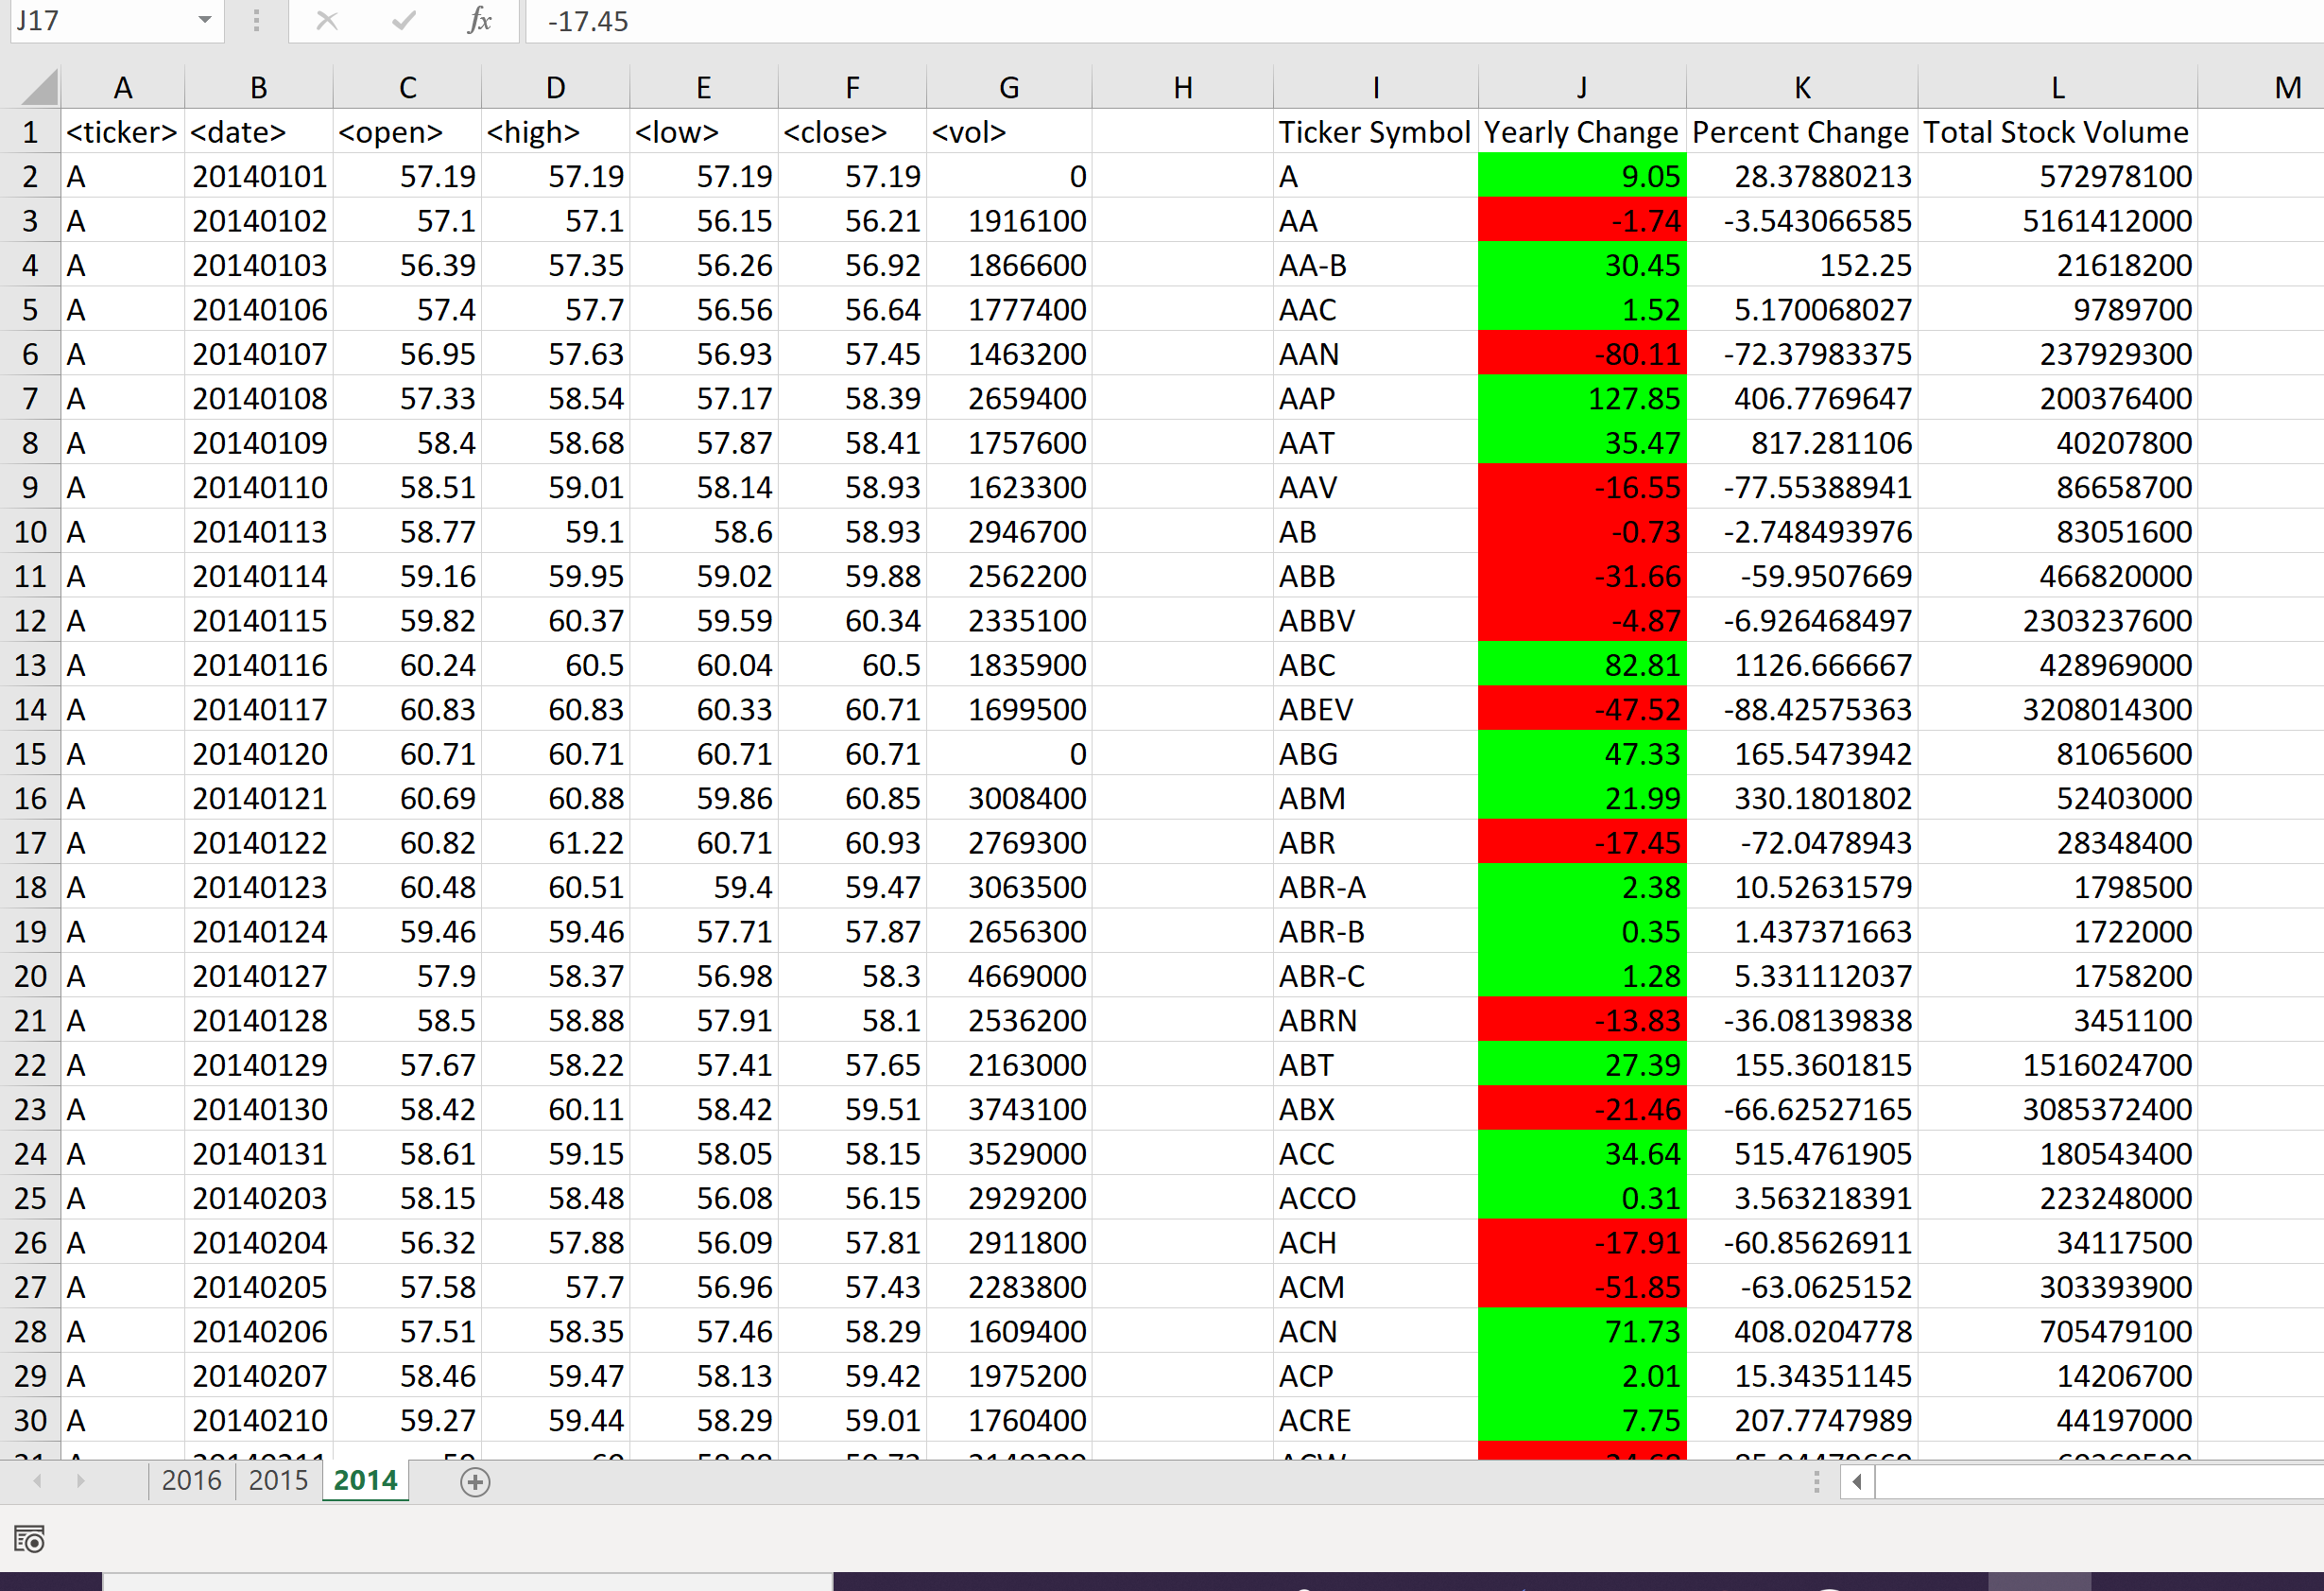 J17 fx -17.45
A B C D E F G H I J K L M
1 <ticker> <date> <open> <high> <low> <close> <vol> Ticker Symbol Yearly Change Percent Change Total Stock Volume
2 A 20140101 57.19 57.19 57.19 57.19 0 A 9.05 28.37880213 572978100
3 A 20140102 57.1 57.1 56.15 56.21 1916100 AA -1.74 -3.543066585 5161412000
4 A 20140103 56.39 57.35 56.26 56.92 1866600 AA-B 30.45 152.25 21618200
5 A 20140106 57.4 57.7 56.56 56.64 1777400 AAC 1.52 5.170068027 9789700
6 A 20140107 56.95 57.63 56.93 57.45 1463200 AAN -80.11 -72.37983375 237929300
7 A 20140108 57.33 58.54 57.17 58.39 2659400 AAP 127.85 406.7769647 200376400
8 A 20140109 58.4 58.68 57.87 58.41 1757600 AAT 35.47 817.281106 40207800
9 A 20140110 58.51 59.01 58.14 58.93 1623300 AAV -16.55 -77.55388941 86658700
10 A 20140113 58.77 59.1 58.6 58.93 2946700 AB -0.73 -2.748493976 83051600
11 A 20140114 59.16 59.95 59.02 59.88 2562200 ABB -31.66 -59.9507669 466820000
12 A 20140115 59.82 60.37 59.59 60.34 2335100 ABBV -4.87 -6.926468497 2303237600
13 A 20140116 60.24 60.5 60.04 60.5 1835900 ABC 82.81 1126.666667 428969000
14 A 20140117 60.83 60.83 60.33 60.71 1699500 ABEV -47.52 -88.42575363 3208014300
15 A 20140120 60.71 60.71 60.71 60.71 0 ABG 47.33 165.5473942 81065600
16 A 20140121 60.69 60.88 59.86 60.85 3008400 ABM 21.99 330.1801802 52403000
17 A 20140122 60.82 61.22 60.71 60.93 2769300 ABR -17.45 -72.0478943 28348400
18 A 20140123 60.48 60.51 59.4 59.47 3063500 ABR-A 2.38 10.52631579 1798500
19 A 20140124 59.46 59.46 57.71 57.87 2656300 ABR-B 0.35 1.437371663 1722000
20 A 20140127 57.9 58.37 56.98 58.3 4669000 ABR-C 1.28 5.331112037 1758200
21 A 20140128 58.5 58.88 57.91 58.1 2536200 ABRN -13.83 -36.08139838 3451100
22 A 20140129 57.67 58.22 57.41 57.65 2163000 ABT 27.39 155.3601815 1516024700
23 A 20140130 58.42 60.11 58.42 59.51 3743100 ABX -21.46 -66.62527165 3085372400
24 A 20140131 58.61 59.15 58.05 58.15 3529000 ACC 34.64 515.4761905 180543400
25 A 20140203 58.15 58.48 56.08 56.15 2929200 ACCO 0.31 3.563218391 223248000
26 A 20140204 56.32 57.88 56.09 57.81 2911800 ACH -17.91 -60.85626911 34117500
27 A 20140205 57.58 57.7 56.96 57.43 2283800 ACM -51.85 -63.0625152 303393900
28 A 20140206 57.51 58.35 57.46 58.29 1609400 ACN 71.73 408.0204778 705479100
29 A 20140207 58.46 59.47 58.13 59.42 1975200 ACP 2.01 15.34351145 14206700
30 A 20140210 59.27 59.44 58.29 59.01 1760400 ACRE 7.75 207.7747989 44197000
2016 2015 2014